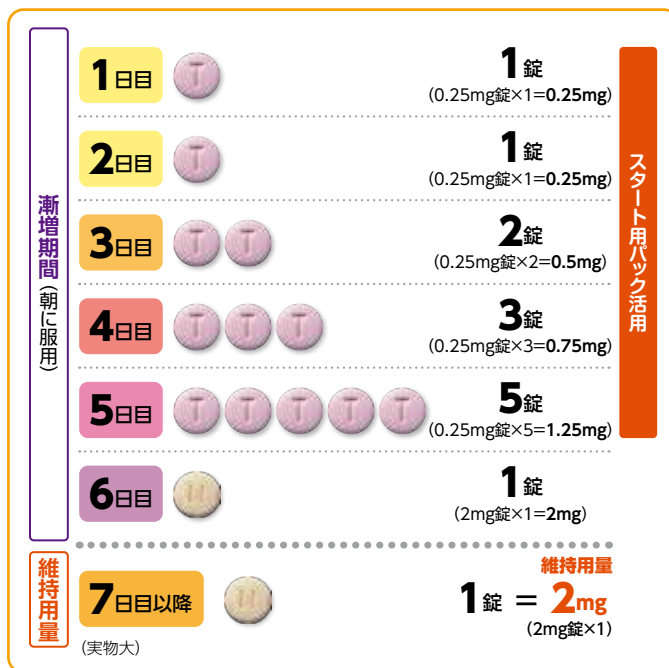 漸増期間(朝に服用)
スタート用パック活用
1日目
T
1錠
(0.25mg錠×1=0.25mg)
2日目
T
1錠
(0.25mg錠×1=0.25mg)
3日目
T T
2錠
(0.25mg錠×2=0.5mg)
4日目
T T T
3錠
(0.25mg錠×3=0.75mg)
5日目
T T T T T
5錠
(0.25mg錠×5=1.25mg)
6日目
1錠
(2mg錠×1=2mg)
維持用量
7日目以降
維持用量
1錠 = 2mg
(2mg錠×1)
(実物大)